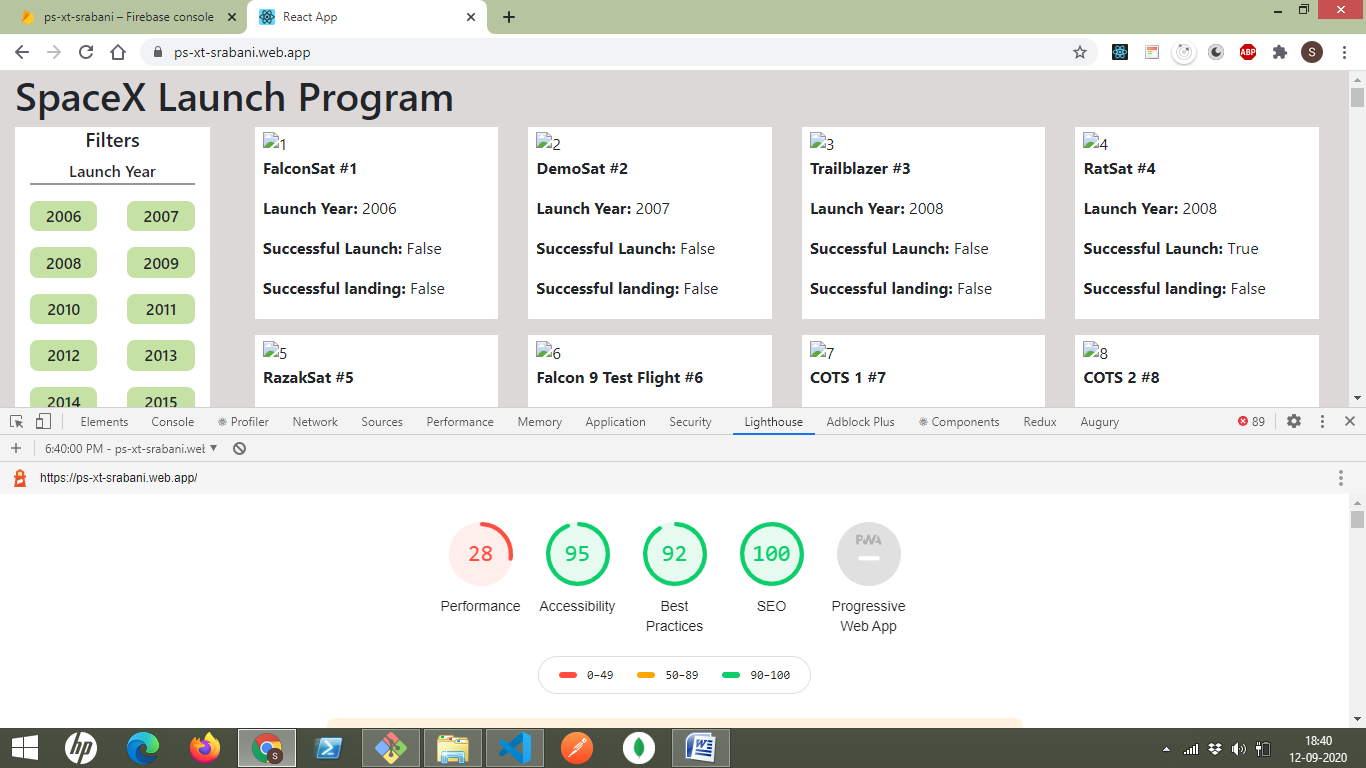 ps-xt-srabani – Firebase console
React App
ps-xt-srabani.web.app
ABP
S
SpaceX Launch Program
Filters
Launch Year
2006 2007
2008 2009
2010 2011
2012 2013
2014 2015
1
FalconSat #1
Launch Year: 2006
Successful Launch: False
Successful landing: False
2
DemoSat #2
Launch Year: 2007
Successful Launch: False
Successful landing: False
3
Trailblazer #3
Launch Year: 2008
Successful Launch: False
Successful landing: False
4
RatSat #4
Launch Year: 2008
Successful Launch: True
Successful landing: False
5
RazakSat #5
6
Falcon 9 Test Flight #6
7
COTS 1 #7
8
COTS 2 #8
Elements Console Profiler Network Sources Performance Memory Application Security Lighthouse Adblock Plus Components Redux Augury 89
6:40:00 PM - ps-xt-srabani.web
https://ps-xt-srabani.web.app/
28 95 92 100 PWA
Performance Accessibility Best Practices SEO Progressive Web App
0–49 50–89 90–100
hp
S
W
18:40
12-09-2020